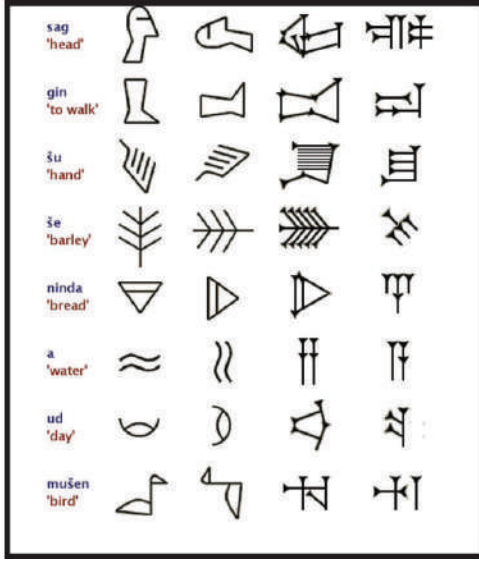 sag
'head'
gin
'to walk'
šu
'hand'
še
'barley'
ninda
'bread'
a
'water'
ud
'day'
mušen
'bird'